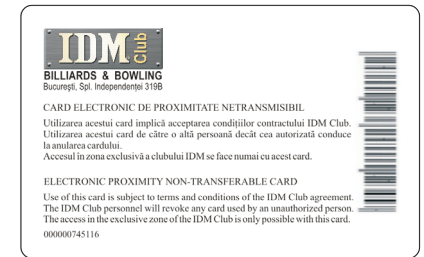 IDM Club
BILLIARDS & BOWLING
București, Spl. Independenței 319B
CARD ELECTRONIC DE PROXIMITATE NETRANSMISIBIL
Utilizarea acestui card implică acceptarea condițiilor contractului IDM Club.
Utilizarea acestui card de către o altă persoană decât cea autorizată conduce
la anularea cardului.
Accesul în zona exclusivă a clubului IDM se face numai cu acest card.
ELECTRONIC PROXIMITY NON-TRANSFERABLE CARD
Use of this card is subject to terms and conditions of the IDM Club agreement.
The IDM Club personnel will revoke any card used by an unauthorized person.
The access in the exclusive zone of the IDM Club is only possible with this card.
000000745116